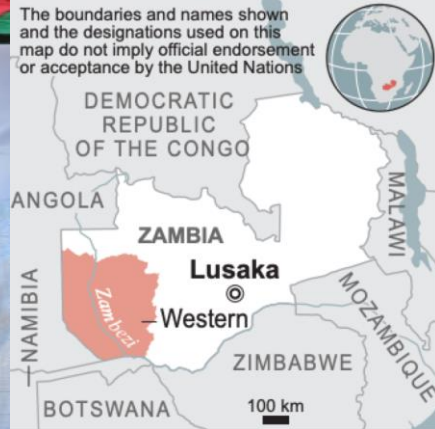 The boundaries and names shown
and the designations used on this
map do not imply official endorsement
or acceptance by the United Nations
DEMOCRATIC
REPUBLIC
OF THE CONGO
ANGOLA
ZAMBIA
MALAWI
Lusaka
Zambezi
Western
NAMIBIA
MOZAMBIQUE
ZIMBABWE
BOTSWANA
100 km